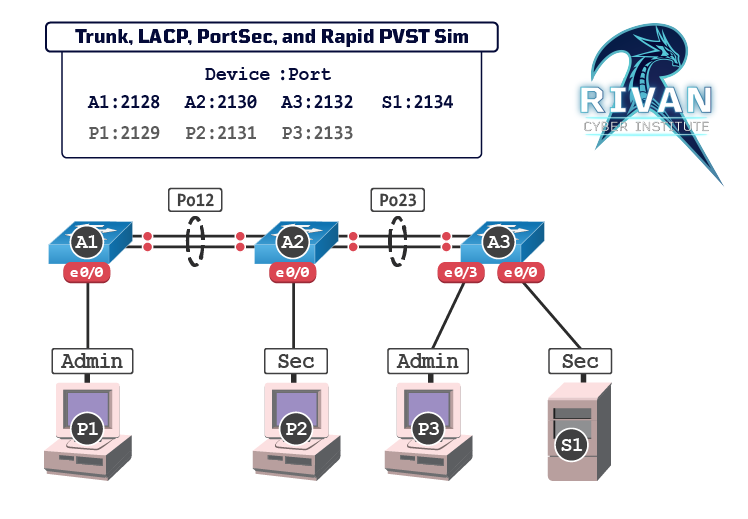 Trunk, LACP, PortSec, and Rapid PVST Sim
Device :Port
A1:2128 A2:2130 A3:2132 S1:2134
P1:2129 P2:2131 P3:2133
RIVAN
CYBER INSTITUTE
Po12 Po23
A1 A2 A3
e0/0 e0/0 e0/3 e0/0
Admin Sec Admin Sec
P1 P2 P3 S1